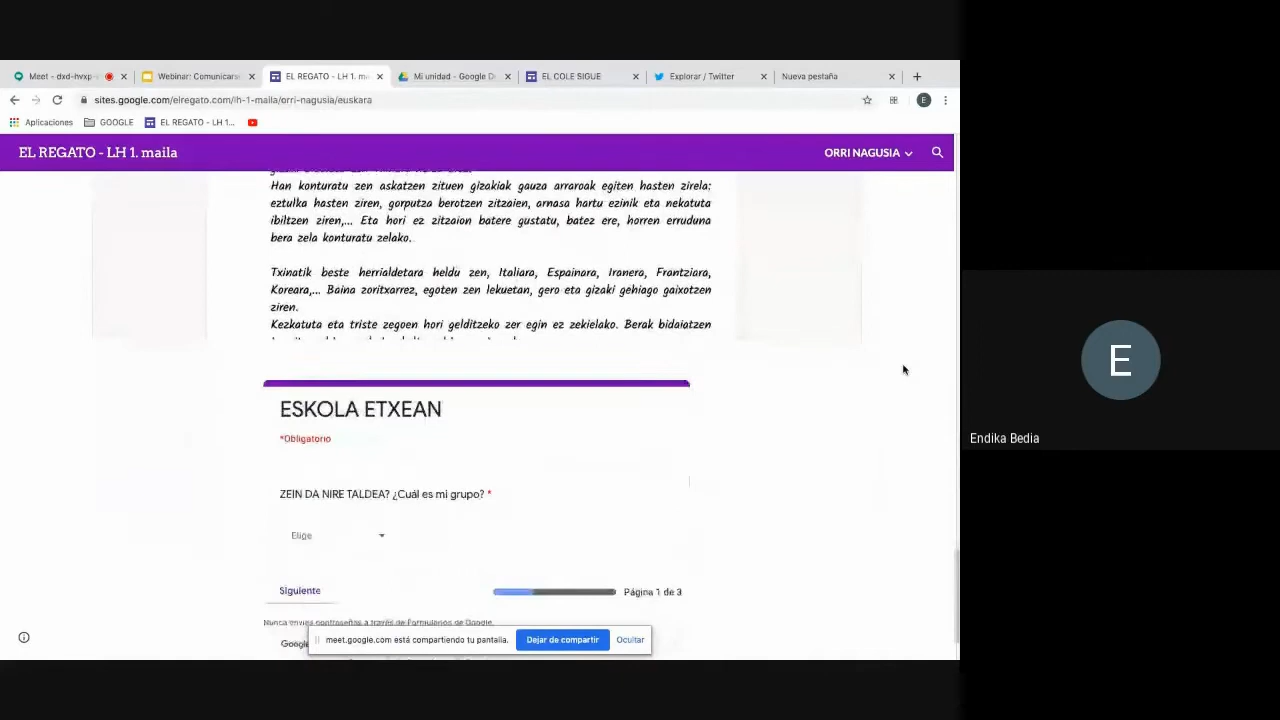 Meet - dxd-hvxp-
Webinar: Comunicarse
EL REGATO - LH 1. ma
Mi unidad - Google D
EL COLE SIGUE
Explorar / Twitter
Nueva pestaña
sites.google.com/elregato.com/lh-1-maila/orri-nagusia/euskara
Aplicaciones
GOOGLE
EL REGATO - LH 1...
EL REGATO - LH 1. maila
ORRI NAGUSIA
Han konturatu zen askatzen zituen gizakiak gauza arraroak egiten hasten zirela:
eztulka hasten ziren, gorputza berotzen zitzaien, arnasa hartu ezinik eta nekatuta
ibiltzen ziren,... Eta hori ez zitzaion batere gustatu, batez ere, horren erruduna
bera zela konturatu zelako.
Txinatik beste herrialdetara heldu zen, Italiara, Espainara, Iranera, Frantziara,
Koreara,... Baina zoritxarrez, egoten zen lekuetan, gero eta gizaki gehiago gaixotzen
ziren.
Kezkatuta eta triste zegoen hori gelditzeko zer egin ez zekielako. Berak bidaiatzen
ESKOLA ETXEAN
*Obligatorio
ZEIN DA NIRE TALDEA? ¿Cuál es mi grupo? *
Elige
Siguiente
Página 1 de 3
Nunca envíes contraseñas a través de Formularios de Google.
Google
meet.google.com está compartiendo tu pantalla.
Dejar de compartir
Ocultar
E
Endika Bedia